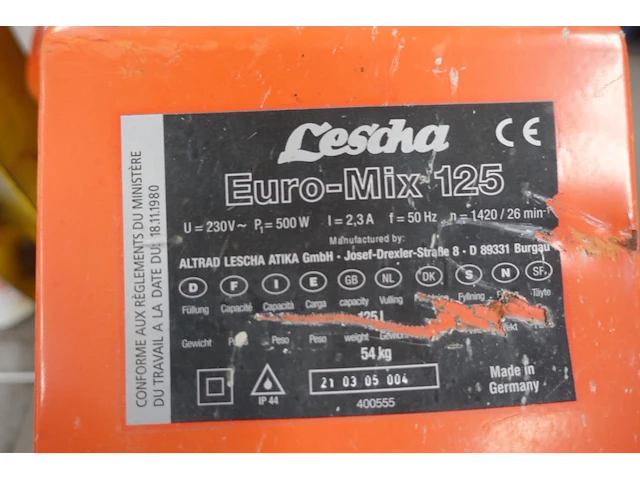 CONFORME AUX RÈGLEMENTS DU MINISTÈRE
DU TRAVAIL A LA DATE DU: 18.11.1980
Lescha
CE
Euro-Mix 125
U = 230V ~ P₁ = 500 W I = 2,3 A f = 50 Hz n = 1420 / 26 min⁻¹
Manufactured by:
ALTRAD LESCHA ATIKA GmbH · Josef-Drexler-Straße 8 · D 89331 Burgau
D F I E GB NL DK S N SF
Füllung Capacité Capacità Carga capacity Vulling Fyllning Täyte
125 l
Gewicht Peso Peso weight
54 kg
IP 44
21 03 05 004
400555
Made in
Germany